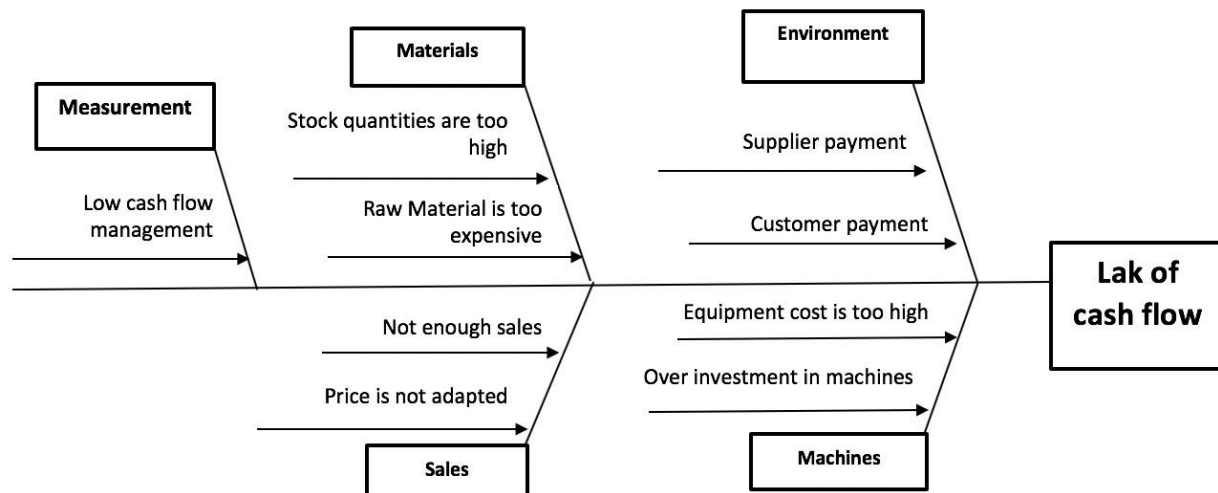 Measurement
Low cash flow
management
Materials
Stock quantities are too
high
Raw Material is too
expensive
Environment
Supplier payment
Customer payment
Lak of
cash flow
Not enough sales
Price is not adapted
Sales
Equipment cost is too high
Over investment in machines
Machines